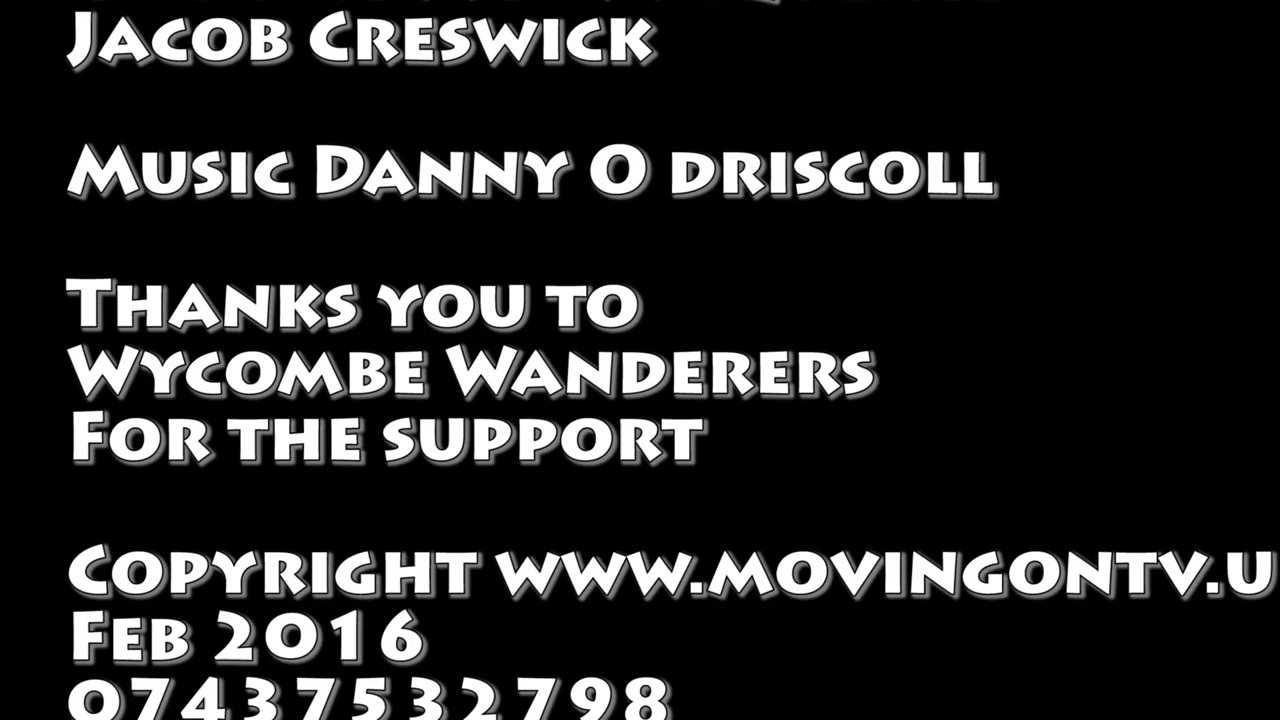 Jacob Creswick
Music Danny O driscoll
Thanks you to
Wycombe Wanderers
For the support
Copyright www.movingontv.u
Feb 2016
07437532798